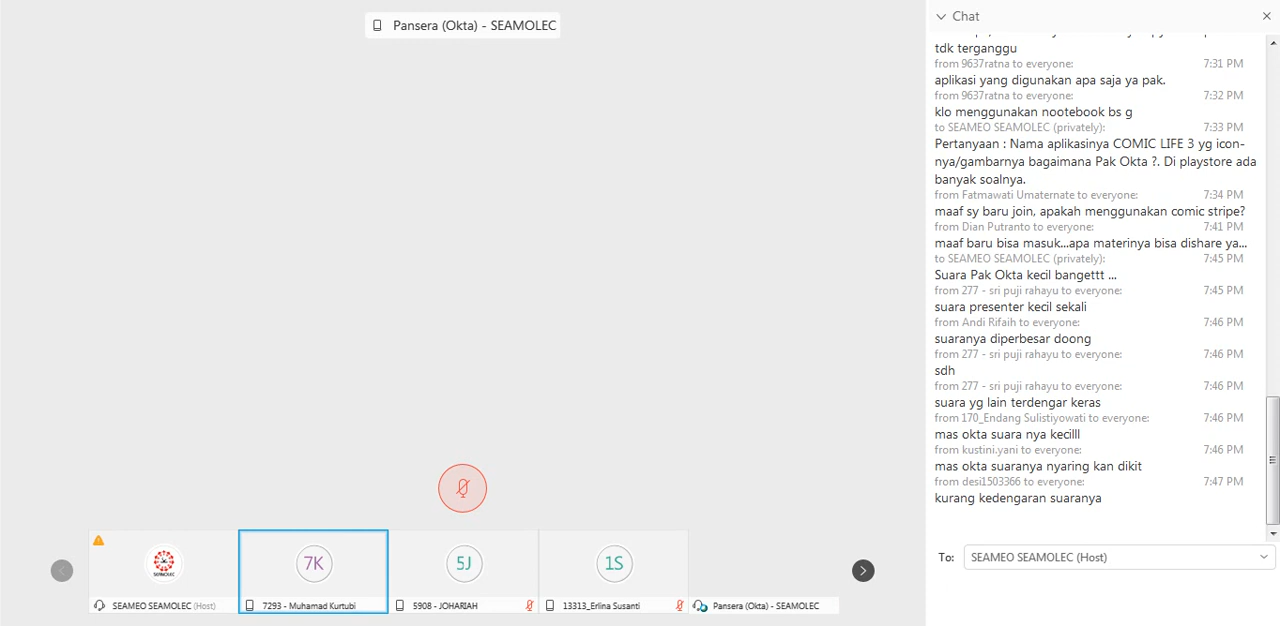 Pansera (Okta) - SEAMOLEC
Chat
tdk terganggu
from 9637ratna to everyone: 7:31 PM
aplikasi yang digunakan apa saja ya pak.
from 9637ratna to everyone: 7:32 PM
klo menggunakan nootebook bs g
to SEAMEO SEAMOLEC (privately): 7:33 PM
Pertanyaan : Nama aplikasinya COMIC LIFE 3 yg icon-
nya/gambarnya bagaimana Pak Okta ?. Di playstore ada
banyak soalnya.
from Fatmawati Umaternate to everyone: 7:34 PM
maaf sy baru join, apakah menggunakan comic stripe?
from Dian Putranto to everyone: 7:41 PM
maaf baru bisa masuk...apa materinya bisa dishare ya...
to SEAMEO SEAMOLEC (privately): 7:45 PM
Suara Pak Okta kecil bangettt ...
from 277 - sri puji rahayu to everyone: 7:45 PM
suara presenter kecil sekali
from Andi Rifaih to everyone: 7:46 PM
suaranya diperbesar doong
from 277 - sri puji rahayu to everyone: 7:46 PM
sdh
from 277 - sri puji rahayu to everyone: 7:46 PM
suara yg lain terdengar keras
from 170_Endang Sulistiyowati to everyone: 7:46 PM
mas okta suara nya kecilll
from kustini.yani to everyone: 7:46 PM
mas okta suaranya nyaring kan dikit
from desi1503366 to everyone: 7:47 PM
kurang kedengaran suaranya
To: SEAMEO SEAMOLEC (Host)
7K
5J
1S
SEAMOLEC
SEAMEO SEAMOLEC (Host)
7293 - Muhamad Kurtubi
5908 - JOHARIAH
13313_Erlina Susanti
Pansera (Okta) - SEAMOLEC